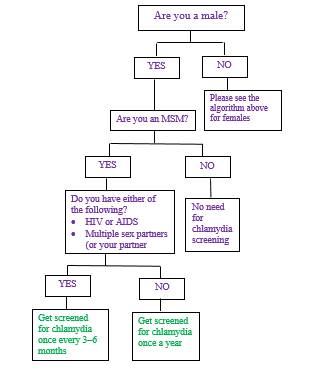 Are you a male?
YES
NO
Please see the
algorithm above
for females
Are you an MSM?
YES
NO
Do you have either of
the following?
• HIV or AIDS
• Multiple sex partners
(or your partner
No need
for
chlamydia
screening
YES
NO
Get screened
for chlamydia
once every 3–6
months
Get screened
for chlamydia
once a year